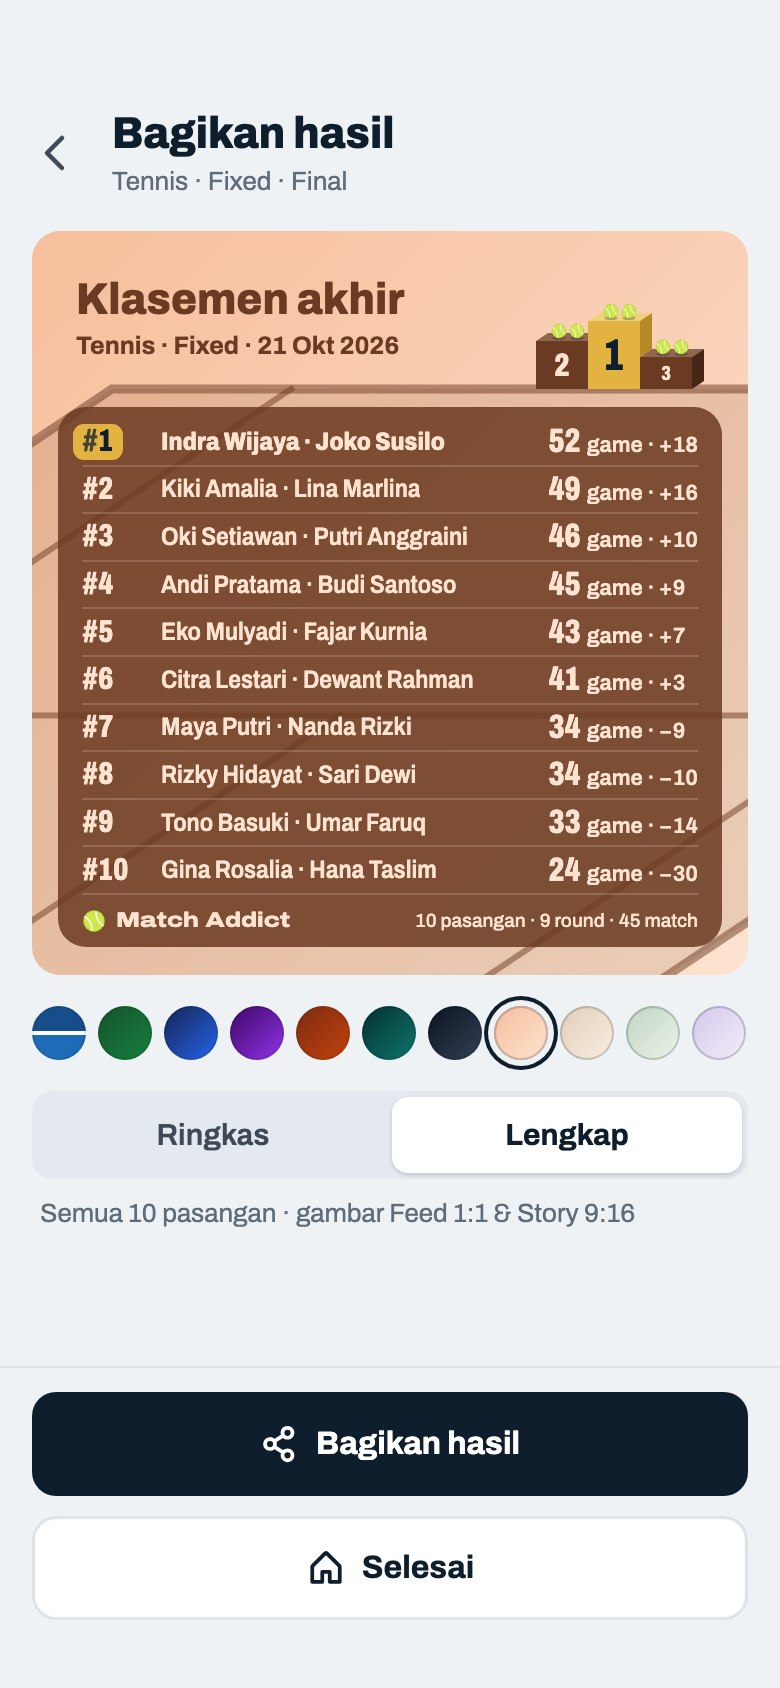 Bagikan hasil
Tennis · Fixed · Final
Klasemen akhir
Tennis · Fixed · 21 Okt 2026
2 1 3
#1 Indra Wijaya · Joko Susilo 52 game · +18
#2 Kiki Amalia · Lina Marlina 49 game · +16
#3 Oki Setiawan · Putri Anggraini 46 game · +10
#4 Andi Pratama · Budi Santoso 45 game · +9
#5 Eko Mulyadi · Fajar Kurnia 43 game · +7
#6 Citra Lestari · Dewant Rahman 41 game · +3
#7 Maya Putri · Nanda Rizki 34 game · −9
#8 Rizky Hidayat · Sari Dewi 34 game · −10
#9 Tono Basuki · Umar Faruq 33 game · −14
#10 Gina Rosalia · Hana Taslim 24 game · −30
Match Addict 10 pasangan · 9 round · 45 match
Ringkas Lengkap
Semua 10 pasangan · gambar Feed 1:1 & Story 9:16
Bagikan hasil
Selesai